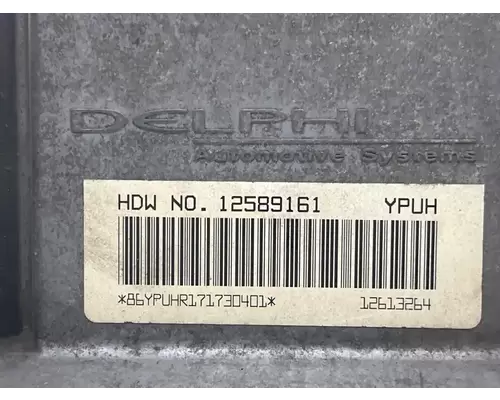 DELPHI
Automotive Systems
HDW NO. 12589161 YPUH
*86YPUHR171730401* 12613264